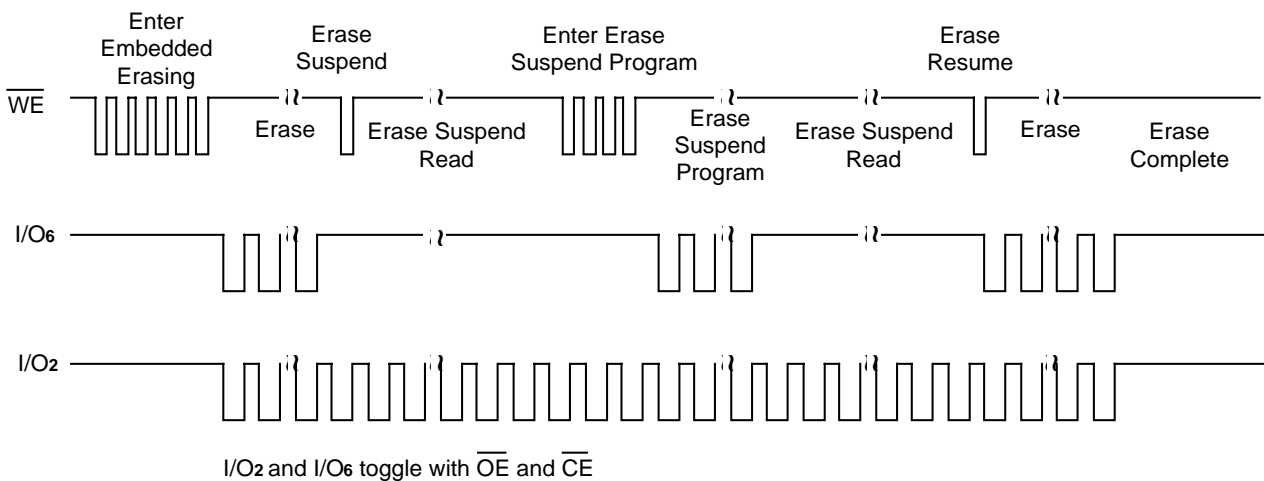 Enter
Embedded
Erasing
Erase
Suspend
Enter Erase
Suspend Program
Erase
Resume
WE
Erase
Erase Suspend
Read
Erase
Suspend
Program
Erase Suspend
Read
Erase
Erase
Complete
I/O6
I/O2
I/O2 and I/O6 toggle with OE and CE